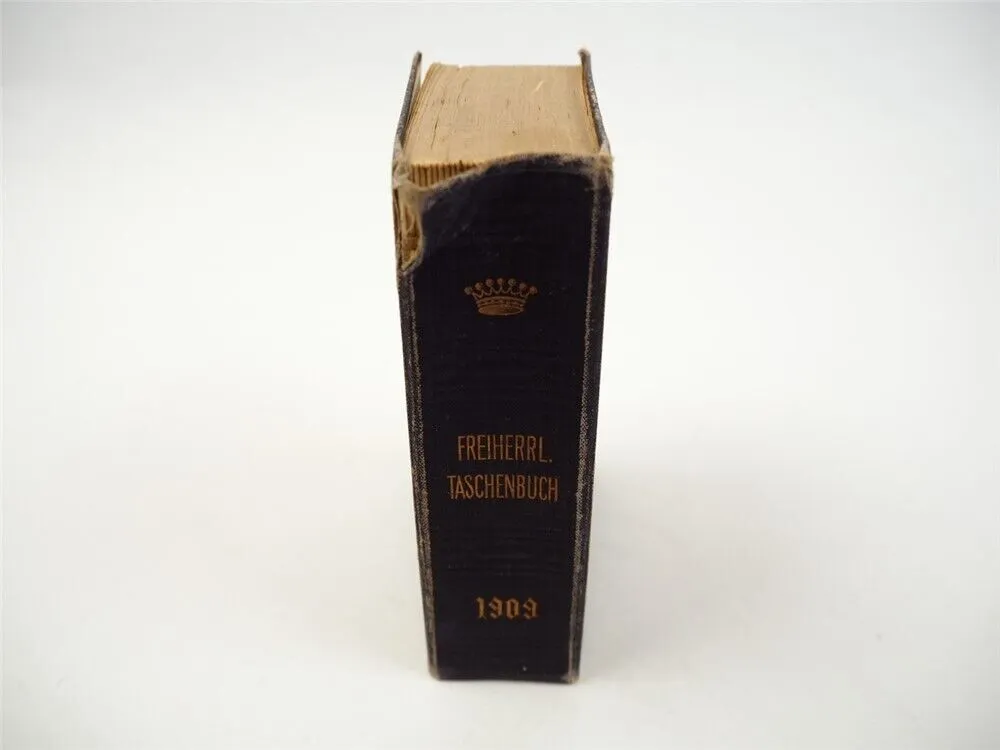 FREIHERRL.
TASCHENBUCH
1909